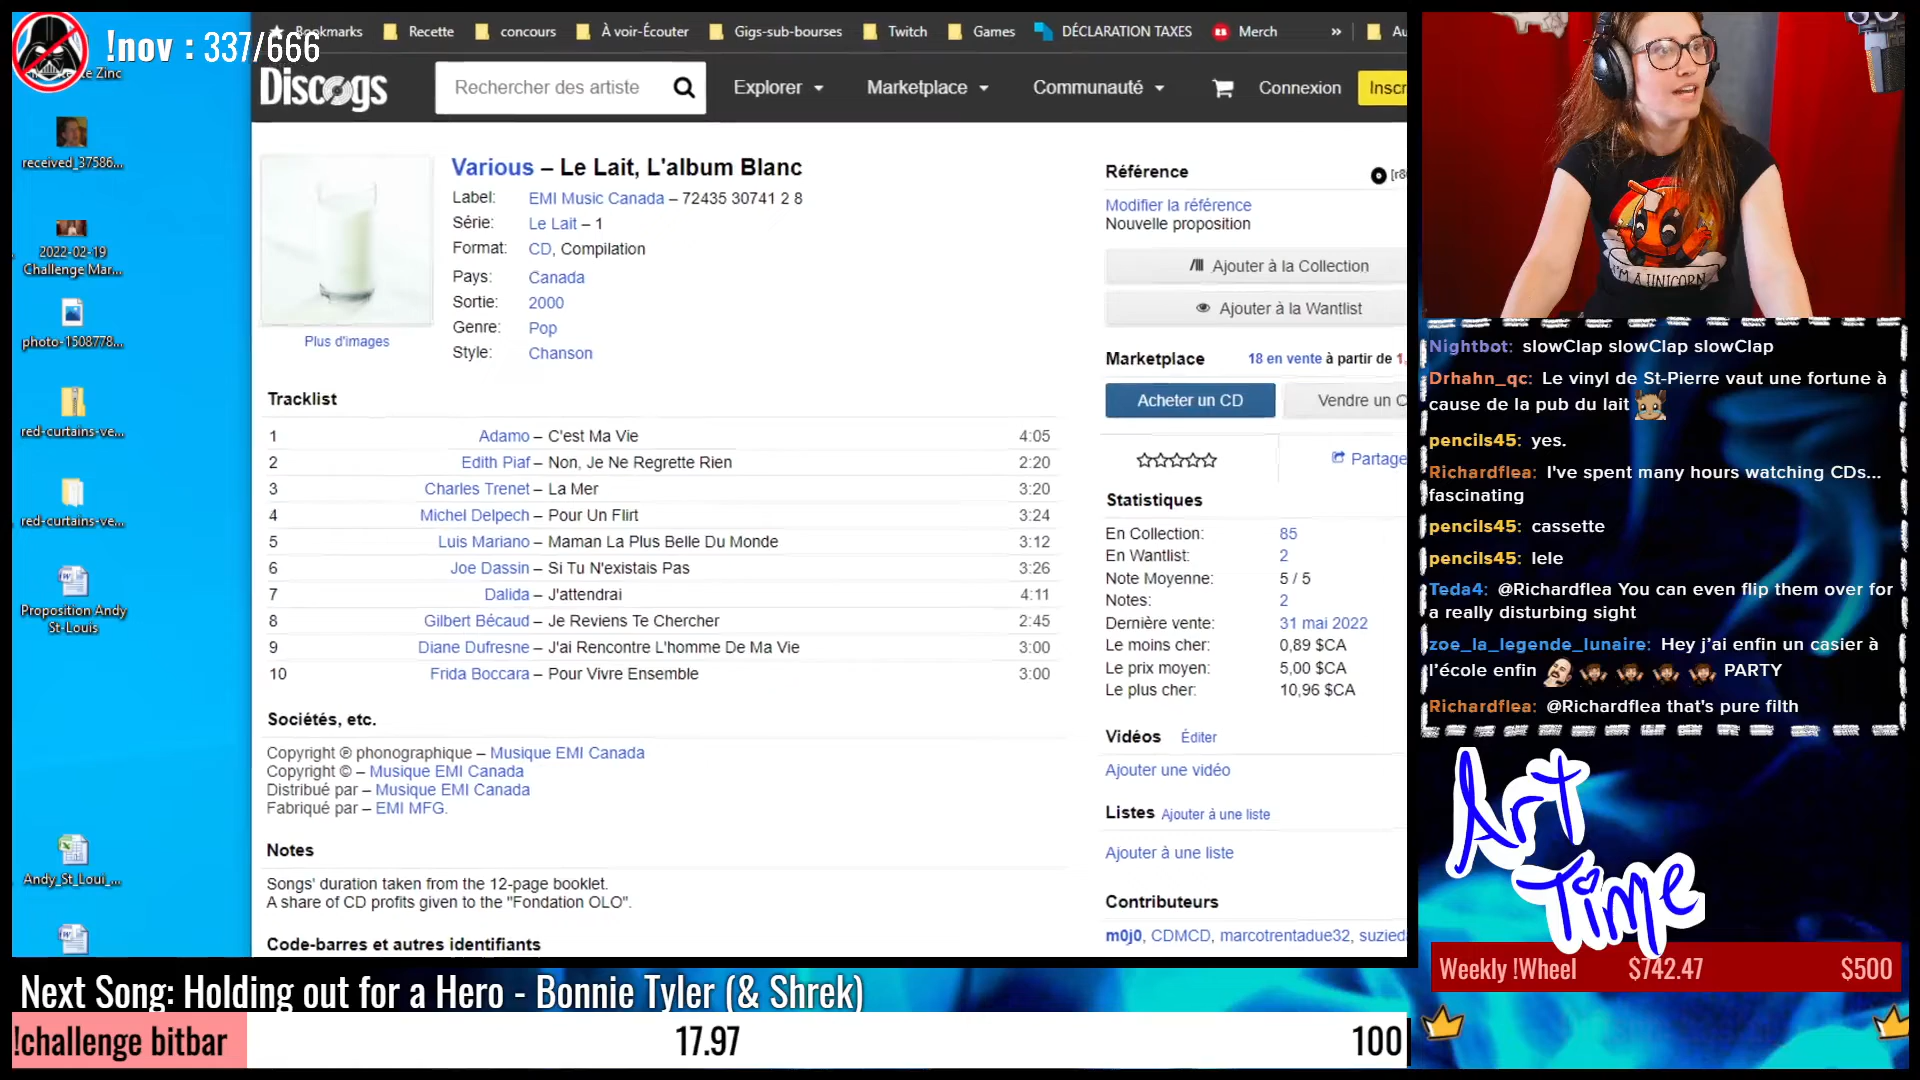 !nov : 337/666
Zinc
received_37586...
2022-02-19
Challenge Mar...
photo-1508778...
red-curtains-ve...
red-curtains-ve...
Proposition Andy
St-Louis
Andy_St_Loui_...
Bookmarks
Recette
concours
À voir-Écouter
Gigs-sub-bourses
Twitch
Games
DÉCLARATION TAXES
Merch
»
Discogs
Rechercher des artiste
Explorer
Marketplace
Communauté
Connexion
Inscr
Various – Le Lait, L'album Blanc
Label: EMI Music Canada – 72435 30741 2 8
Série: Le Lait – 1
Format: CD, Compilation
Pays: Canada
Sortie: 2000
Genre: Pop
Style: Chanson
Plus d'images
Tracklist
1 Adamo – C'est Ma Vie 4:05
2 Edith Piaf – Non, Je Ne Regrette Rien 2:20
3 Charles Trenet – La Mer 3:20
4 Michel Delpech – Pour Un Flirt 3:24
5 Luis Mariano – Maman La Plus Belle Du Monde 3:12
6 Joe Dassin – Si Tu N'existais Pas 3:26
7 Dalida – J'attendrai 4:11
8 Gilbert Bécaud – Je Reviens Te Chercher 2:45
9 Diane Dufresne – J'ai Rencontre L'homme De Ma Vie 3:00
10 Frida Boccara – Pour Vivre Ensemble 3:00
Sociétés, etc.
Copyright ℗ phonographique – Musique EMI Canada
Copyright © – Musique EMI Canada
Distribué par – Musique EMI Canada
Fabriqué par – EMI MFG.
Notes
Songs' duration taken from the 12-page booklet.
A share of CD profits given to the "Fondation OLO".
Code-barres et autres identifiants
Référence
[r8
Modifier la référence
Nouvelle proposition
Ajouter à la Collection
Ajouter à la Wantlist
Marketplace 18 en vente à partir de 1,
Acheter un CD
Vendre un C
Partage
Statistiques
En Collection: 85
En Wantlist: 2
Note Moyenne: 5 / 5
Notes: 2
Dernière vente: 31 mai 2022
Le moins cher: 0,89 $CA
Le prix moyen: 5,00 $CA
Le plus cher: 10,96 $CA
Vidéos Éditer
Ajouter une vidéo
Listes Ajouter à une liste
Ajouter à une liste
Contributeurs
m0j0, CDMCD, marcotrentadue32, suzied
I'M A UNICORN
Nightbot: slowClap slowClap slowClap
Drhahn_qc: Le vinyl de St-Pierre vaut une fortune à
cause de la pub du lait
pencils45: yes.
Richardflea: I've spent many hours watching CDs...
fascinating
pencils45: cassette
pencils45: lele
Teda4: @Richardflea You can even flip them over for
a really disturbing sight
zoe_la_legende_lunaire: Hey j'ai enfin un casier à
l'école enfin PARTY
Richardflea: @Richardflea that's pure filth
Art
Time
Weekly !Wheel $742.47 $500
Next Song: Holding out for a Hero - Bonnie Tyler (& Shrek)
!challenge bitbar 17.97 100